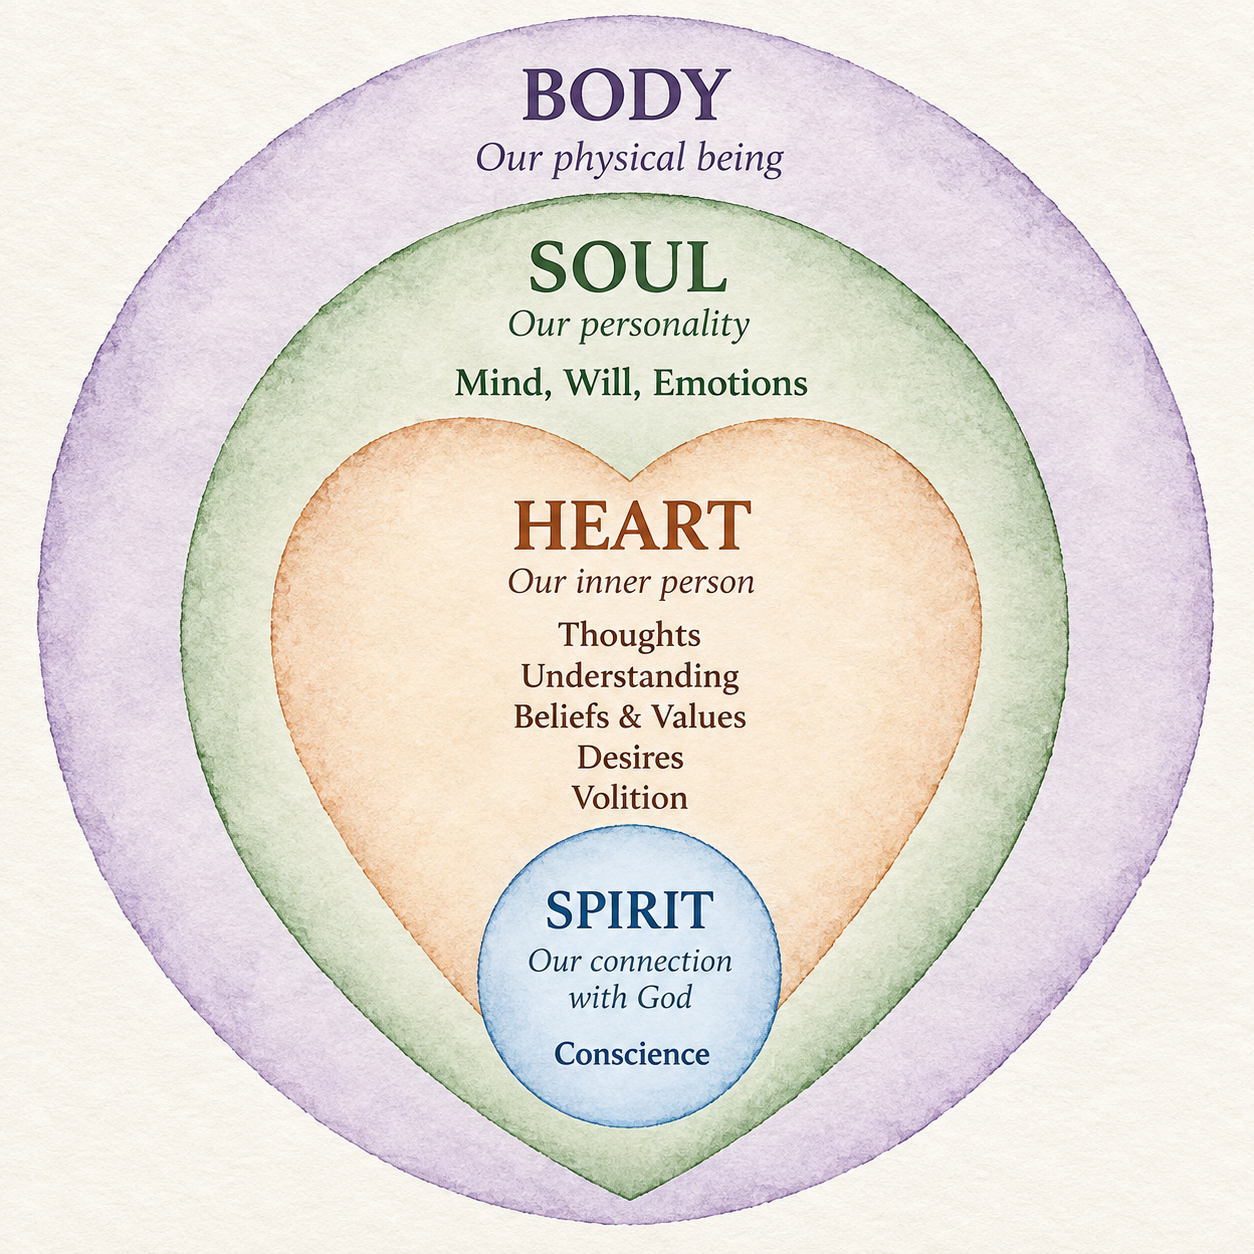 BODY
Our physical being
SOUL
Our personality
Mind, Will, Emotions
HEART
Our inner person
Thoughts
Understanding
Beliefs & Values
Desires
Volition
SPIRIT
Our connection
with God
Conscience